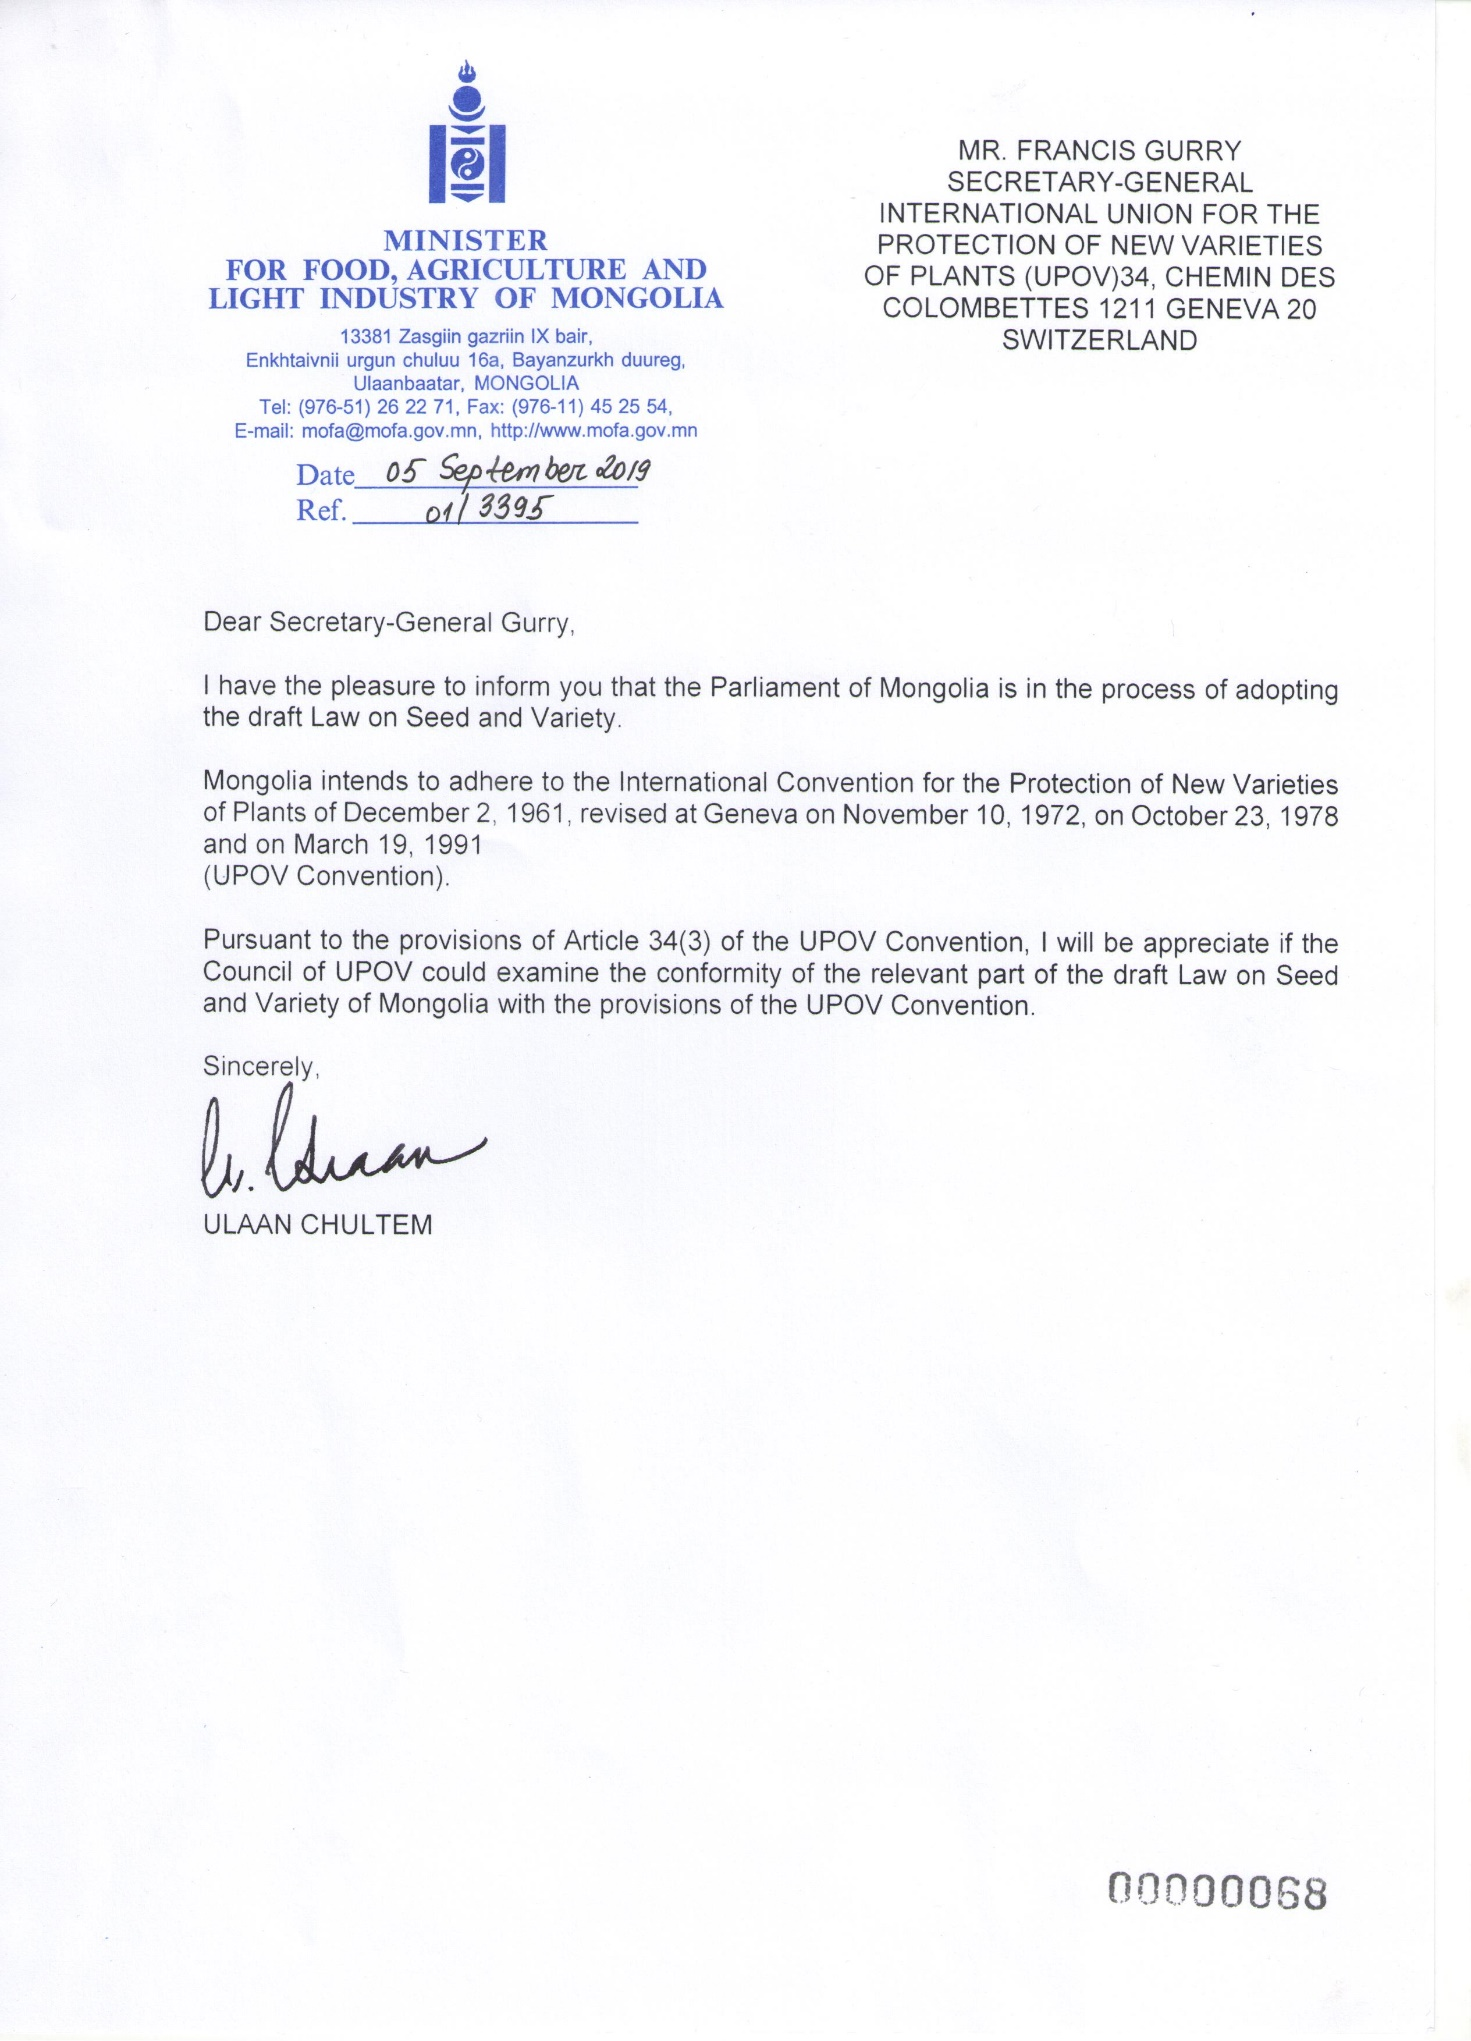 MINISTER
FOR FOOD, AGRICULTURE AND
LIGHT INDUSTRY OF MONGOLIA
13381 Zasgiin gazriin IX bair,
Enkhtaivnii urgun chuluu 16a, Bayanzurkh duureg,
Ulaanbaatar, MONGOLIA
Tel: (976-51) 26 22 71, Fax: (976-11) 45 25 54,
E-mail: mofa@mofa.gov.mn, http://www.mofa.gov.mn
Date 05 September 2019
Ref. 01/3395
MR. FRANCIS GURRY
SECRETARY-GENERAL
INTERNATIONAL UNION FOR THE
PROTECTION OF NEW VARIETIES
OF PLANTS (UPOV)34, CHEMIN DES
COLOMBETTES 1211 GENEVA 20
SWITZERLAND
Dear Secretary-General Gurry,
I have the pleasure to inform you that the Parliament of Mongolia is in the process of adopting
the draft Law on Seed and Variety.
Mongolia intends to adhere to the International Convention for the Protection of New Varieties
of Plants of December 2, 1961, revised at Geneva on November 10, 1972, on October 23, 1978
and on March 19, 1991
(UPOV Convention).
Pursuant to the provisions of Article 34(3) of the UPOV Convention, I will be appreciate if the
Council of UPOV could examine the conformity of the relevant part of the draft Law on Seed
and Variety of Mongolia with the provisions of the UPOV Convention.
Sincerely,
ULAAN CHULTEM
00000068